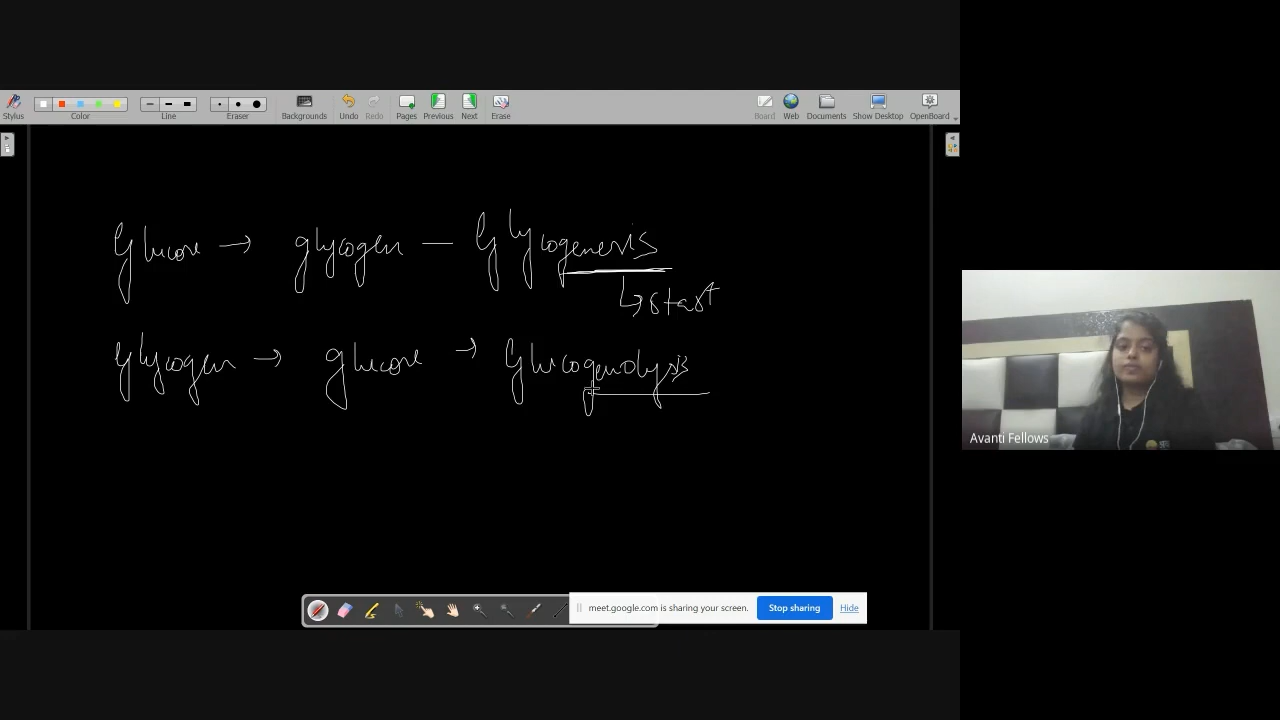 Stylus Color Line Eraser Backgrounds Undo Redo Pages Previous Next Erase Board Web Documents Show Desktop OpenBoard
Glucose → glycogen — Glycogenesis
↳ start
Glycogen → glucose → Glucogenolysis
Avanti Fellows
meet.google.com is sharing your screen. Stop sharing Hide